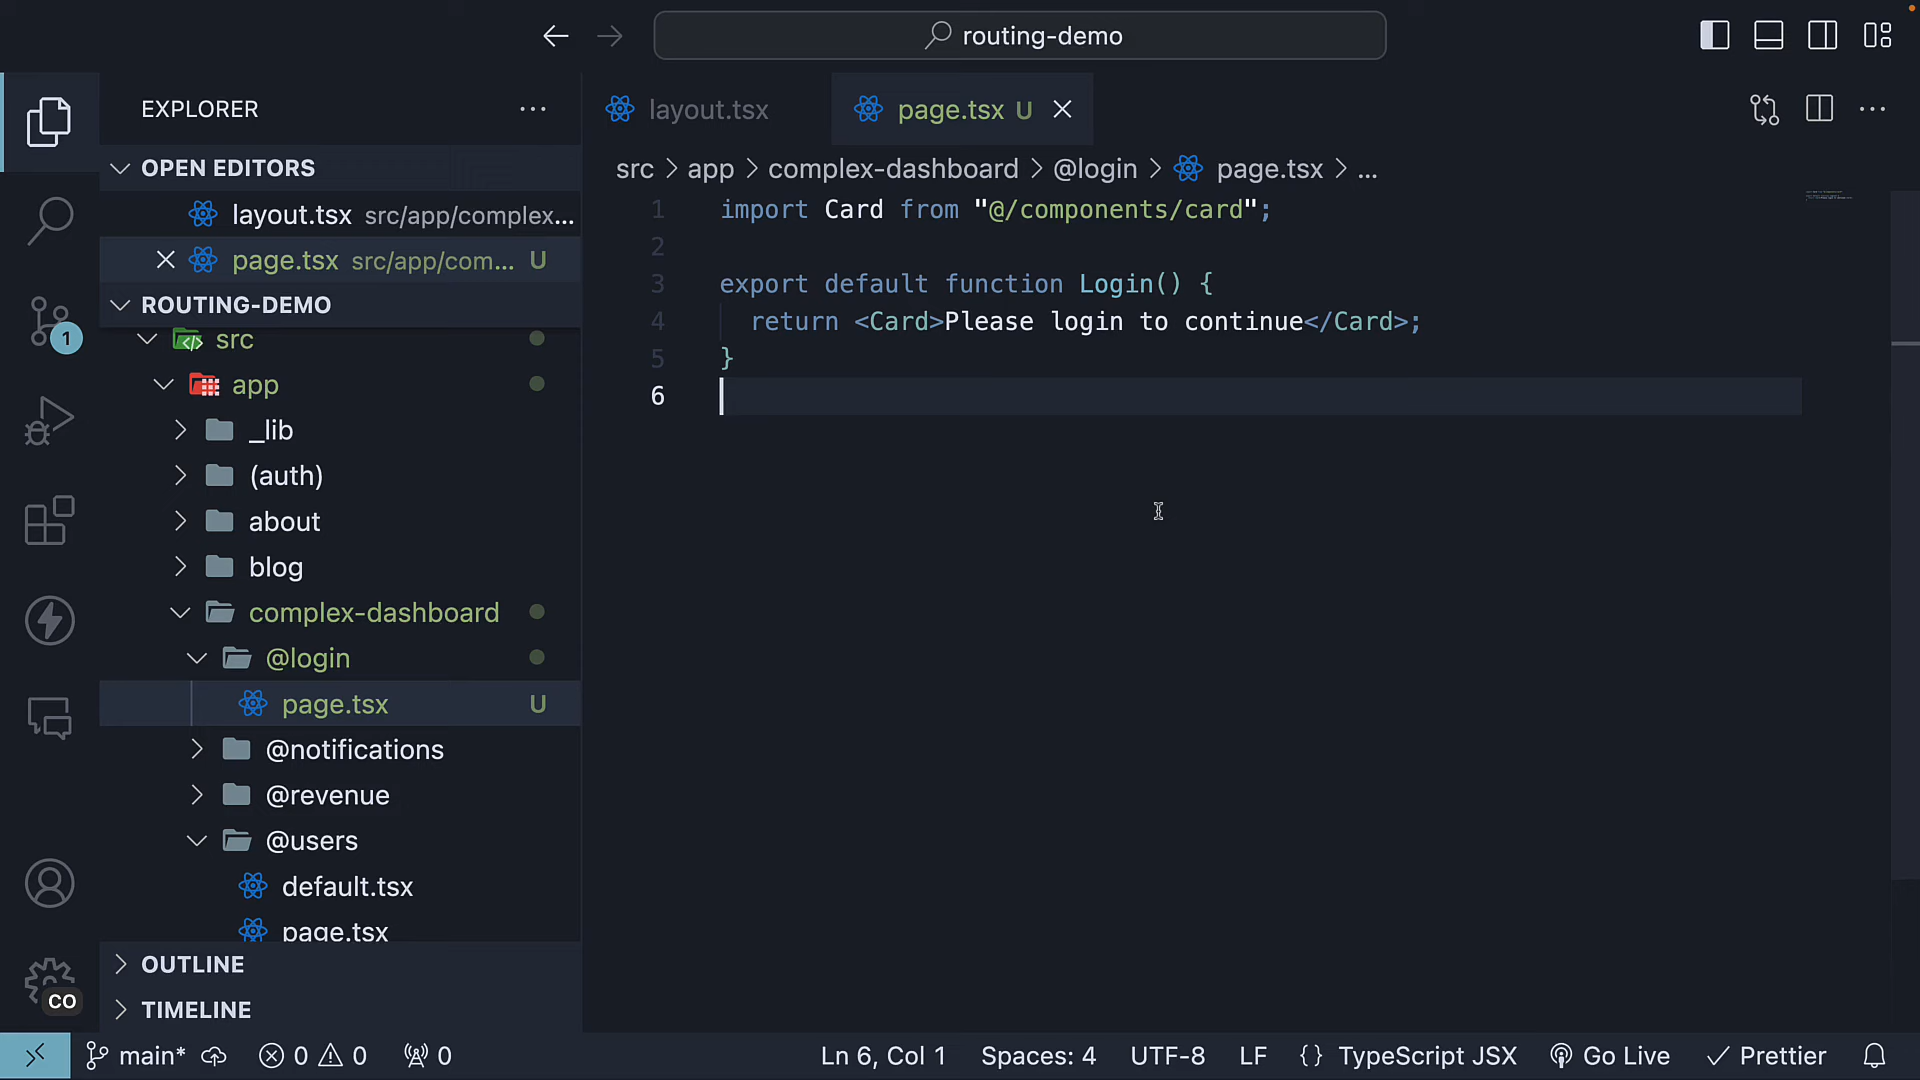 routing-demo
EXPLORER
OPEN EDITORS
layout.tsx src/app/complex...
page.tsx src/app/com... U
ROUTING-DEMO
src
app
_lib
(auth)
about
blog
complex-dashboard
@login
page.tsx U
@notifications
@revenue
@users
default.tsx
page.tsx
OUTLINE
TIMELINE
1
CO
layout.tsx
page.tsx U
src > app > complex-dashboard > @login > page.tsx > ...
1 import Card from "@/components/card";
2
3 export default function Login() {
4 return <Card>Please login to continue</Card>;
5 }
6
main* 0 0 0 Ln 6, Col 1 Spaces: 4 UTF-8 LF {} TypeScript JSX Go Live Prettier